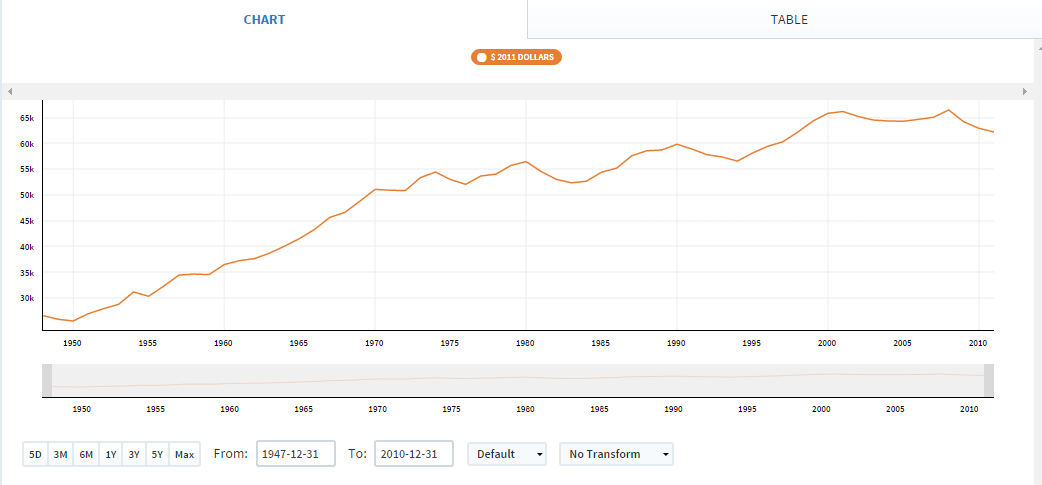 CHART TABLE
$ 2011 DOLLARS
65k
60k
55k
50k
45k
40k
35k
30k
1950 1955 1960 1965 1970 1975 1980 1985 1990 1995 2000 2005 2010
1950 1955 1960 1965 1970 1975 1980 1985 1990 1995 2000 2005 2010
5D 3M 6M 1Y 3Y 5Y Max From: 1947-12-31 To: 2010-12-31 Default No Transform